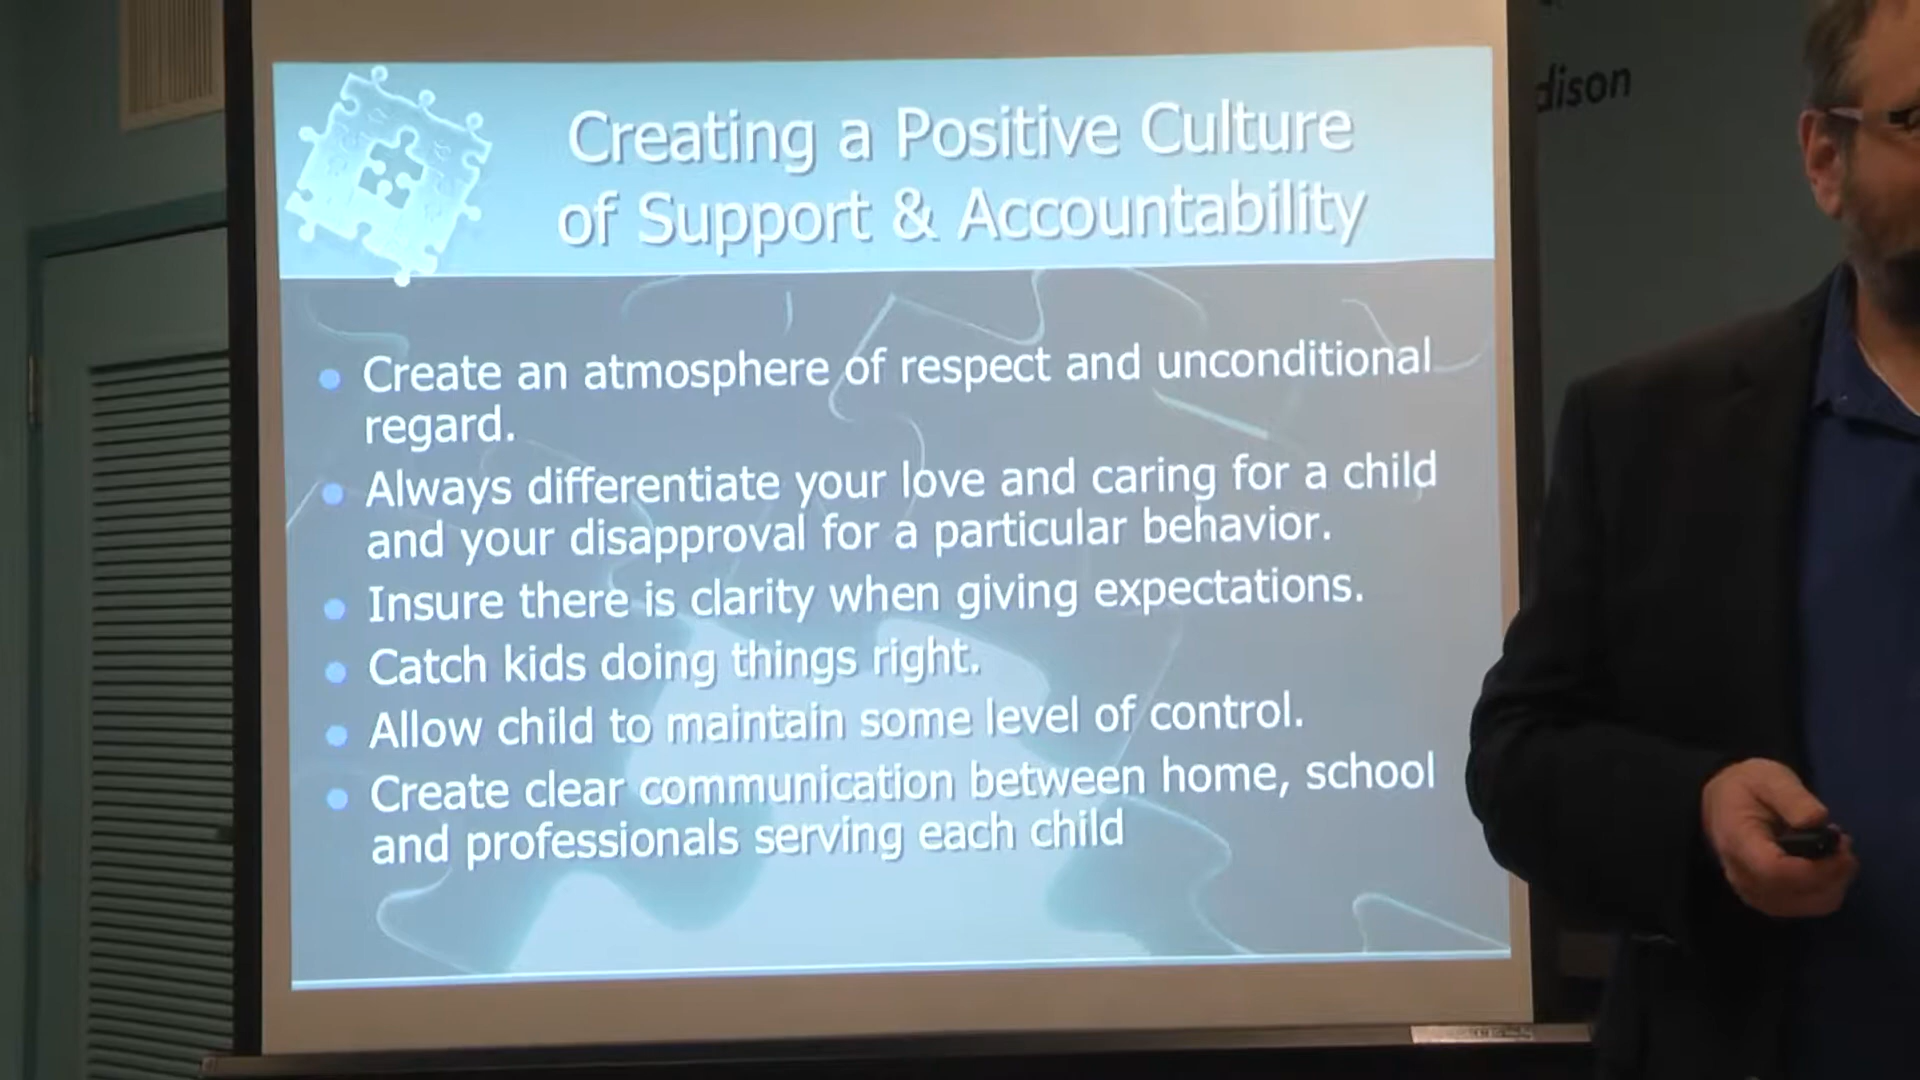 Creating a Positive Culture
of Support & Accountability
Create an atmosphere of respect and unconditional
regard.
Always differentiate your love and caring for a child
and your disapproval for a particular behavior.
Insure there is clarity when giving expectations.
Catch kids doing things right.
Allow child to maintain some level of control.
Create clear communication between home, school
and professionals serving each child
dison